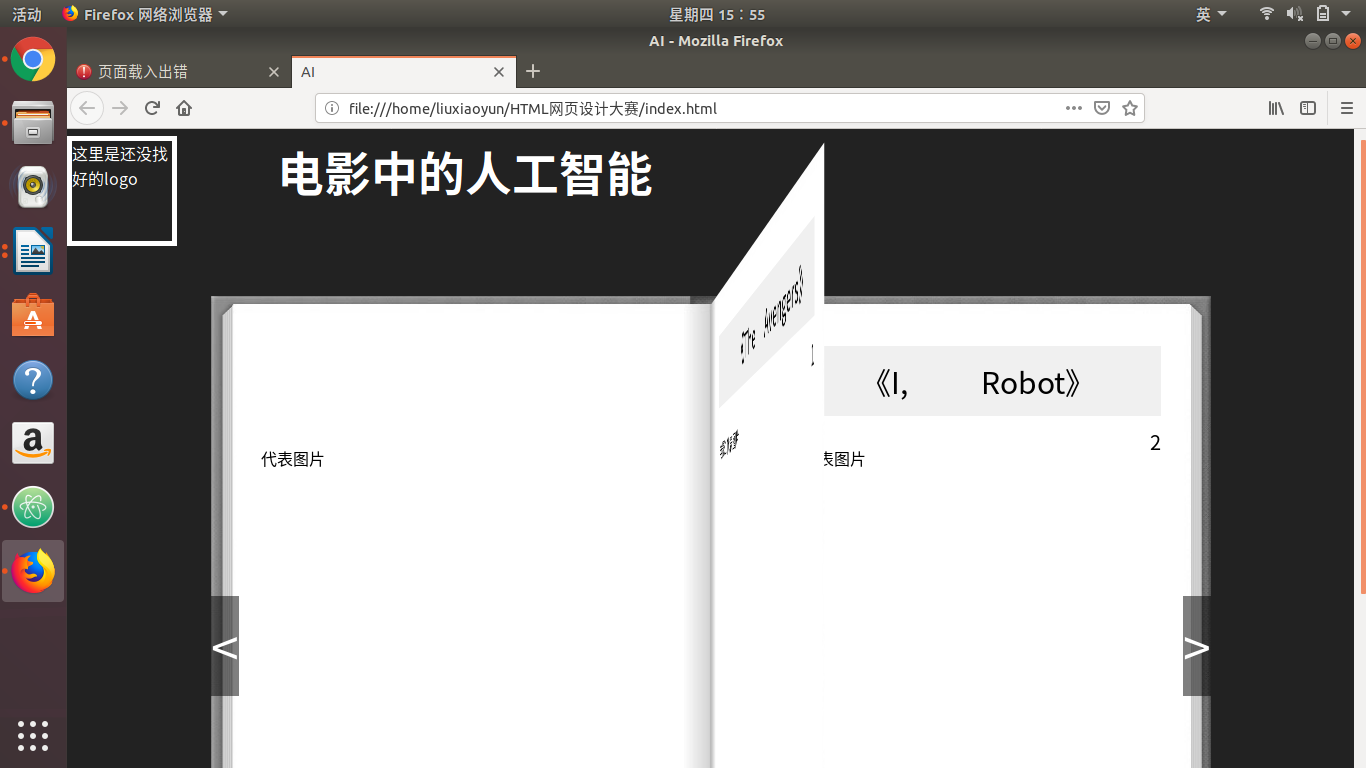 活动
Firefox 网络浏览器
星期四 15：55
英
AI - Mozilla Firefox
页面载入出错
AI
file:///home/liuxiaoyun/HTML网页设计大赛/index.html
这里是还没找
好的logo
电影中的人工智能
《The Avengers》
1
《I, Robot》
2
代表图片
表图片
<
>